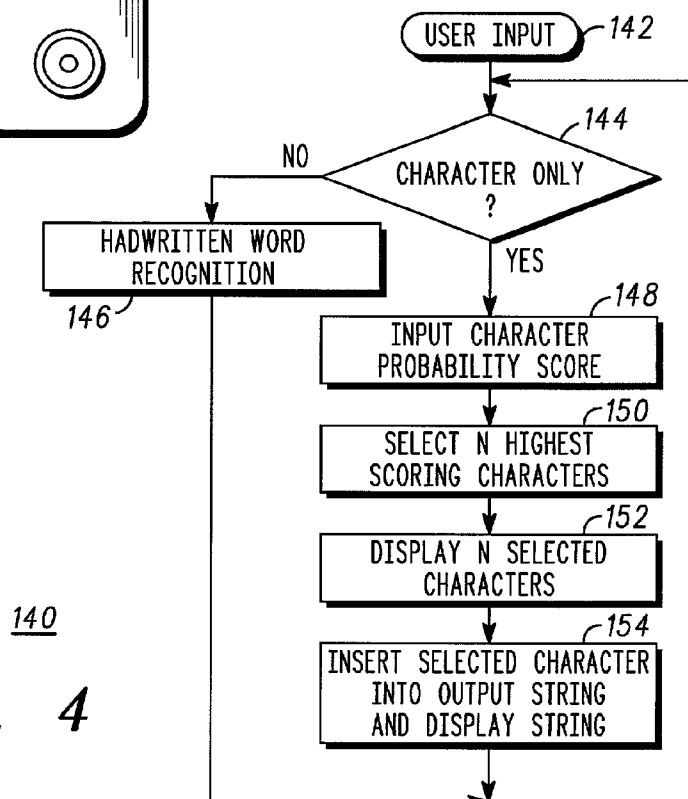 USER INPUT
142
144
CHARACTER ONLY
?
NO
YES
HADWRITTEN WORD
RECOGNITION
146
148
INPUT CHARACTER
PROBABILITY SCORE
150
SELECT N HIGHEST
SCORING CHARACTERS
152
DISPLAY N SELECTED
CHARACTERS
140
154
INSERT SELECTED CHARACTER
INTO OUTPUT STRING
AND DISPLAY STRING
4